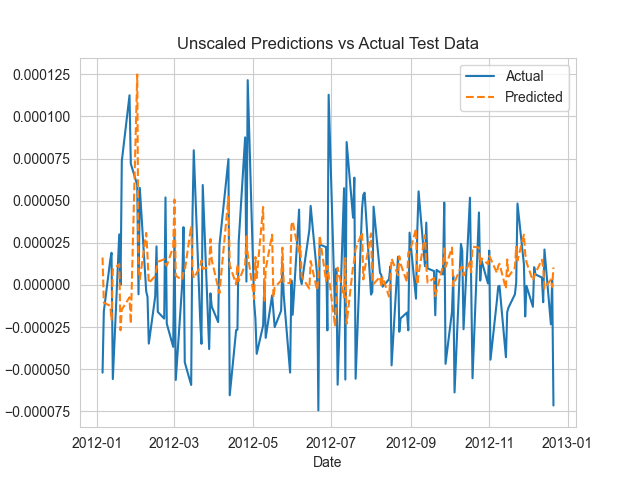 Unscaled Predictions vs Actual Test Data
Actual
Predicted
0.000125
0.000100
0.000075
0.000050
0.000025
0.000000
−0.000025
−0.000050
−0.000075
2012-01 2012-03 2012-05 2012-07 2012-09 2012-11 2013-01
Date